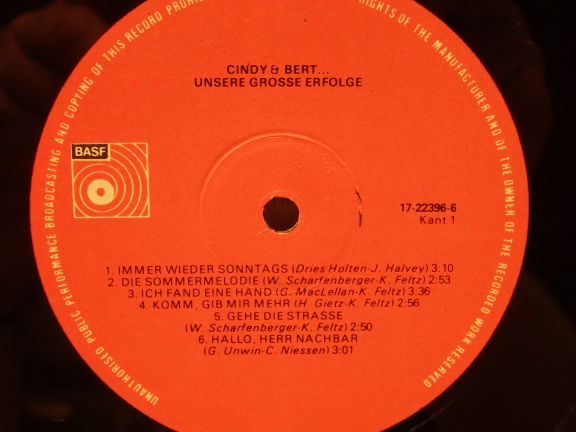 UNAUTHORISED PUBLIC PERFORMANCE BROADCASTING AND COPYING OF THIS RECORD
RIGHTS OF THE MANUFACTURER AND OF THE OWNER OF THE RECORDED WORK RESERVED
CINDY & BERT...
UNSERE GROSSE ERFOLGE
BASF
17-22396-6
Kant 1
1. IMMER WIEDER SONNTAGS (Dries Holten-J. Halvey) 3:10
2. DIE SOMMERMELODIE (W. Scharfenberger-K. Feltz) 2:53
3. ICH FAND EINE HAND (G. MacLellan-K. Feltz) 3:36
4. KOMM, GIB MIR MEHR (H. Gietz-K. Feltz) 2:56
5. GEHE DIE STRASSE
(W. Scharfenberger-K. Feltz) 2:50
6. HALLO, HERR NACHBAR
(G. Unwin-C. Niessen) 3:01